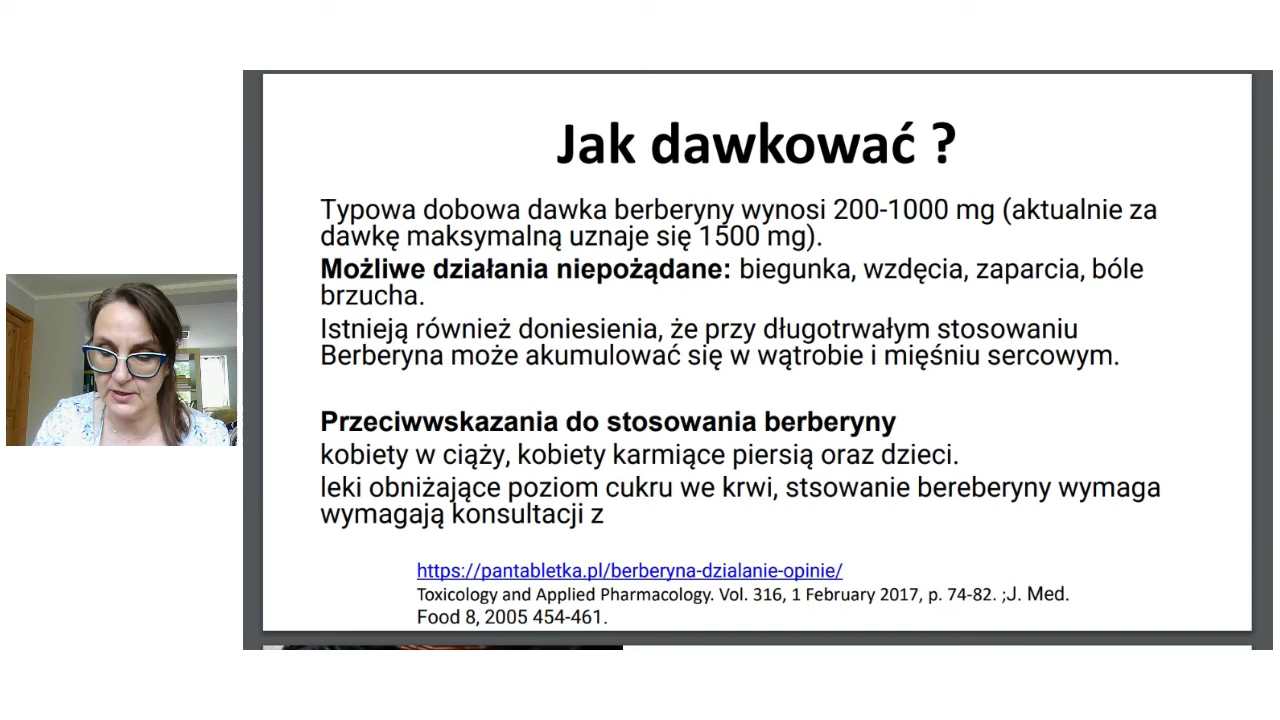 Jak dawkować ?
Typowa dobowa dawka berberyny wynosi 200-1000 mg (aktualnie za
dawkę maksymalną uznaje się 1500 mg).
Możliwe działania niepożądane: biegunka, wzdęcia, zaparcia, bóle
brzucha.
Istnieją również doniesienia, że przy długotrwałym stosowaniu
Berberyna może akumulować się w wątrobie i mięśniu sercowym.
Przeciwwskazania do stosowania berberyny
kobiety w ciąży, kobiety karmiące piersią oraz dzieci.
leki obniżające poziom cukru we krwi, stsowanie bereberyny wymaga
wymagają konsultacji z
https://pantabletka.pl/berberyna-dzialanie-opinie/
Toxicology and Applied Pharmacology. Vol. 316, 1 February 2017, p. 74-82. ;J. Med.
Food 8, 2005 454-461.